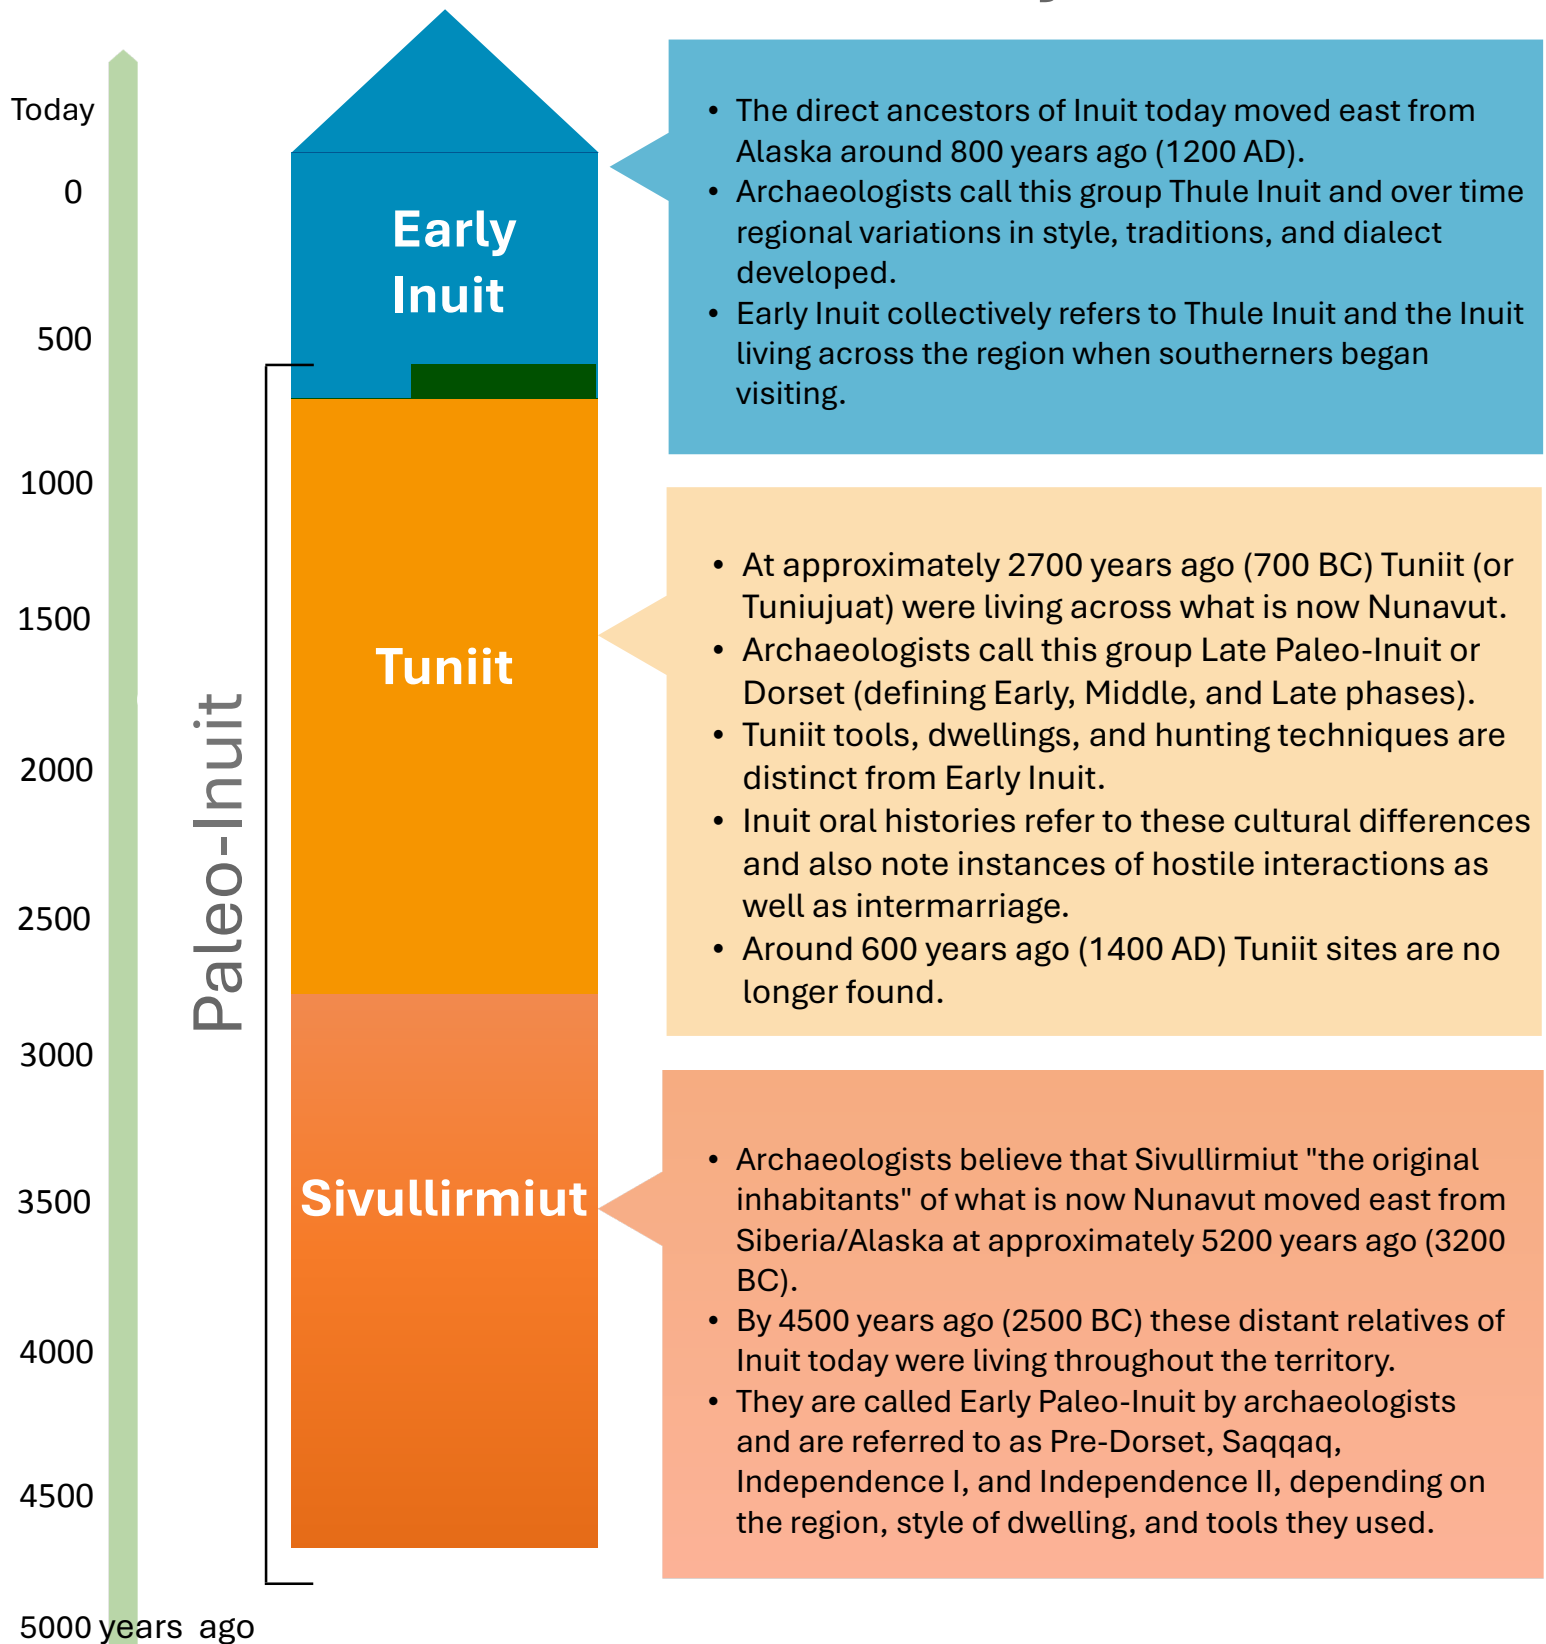 Today
0
500
1000
1500
2000
2500
3000
3500
4000
4500
5000 years ago
Paleo-Inuit
Early
Inuit
Tuniit
Sivullirmiut
• The direct ancestors of Inuit today moved east from
Alaska around 800 years ago (1200 AD).
• Archaeologists call this group Thule Inuit and over time
regional variations in style, traditions, and dialect
developed.
• Early Inuit collectively refers to Thule Inuit and the Inuit
living across the region when southerners began
visiting.
• At approximately 2700 years ago (700 BC) Tuniit (or
Tuniujuat) were living across what is now Nunavut.
• Archaeologists call this group Late Paleo-Inuit or
Dorset (defining Early, Middle, and Late phases).
• Tuniit tools, dwellings, and hunting techniques are
distinct from Early Inuit.
• Inuit oral histories refer to these cultural differences
and also note instances of hostile interactions as
well as intermarriage.
• Around 600 years ago (1400 AD) Tuniit sites are no
longer found.
• Archaeologists believe that Sivullirmiut "the original
inhabitants" of what is now Nunavut moved east from
Siberia/Alaska at approximately 5200 years ago (3200
BC).
• By 4500 years ago (2500 BC) these distant relatives of
Inuit today were living throughout the territory.
• They are called Early Paleo-Inuit by archaeologists
and are referred to as Pre-Dorset, Saqqaq,
Independence I, and Independence II, depending on
the region, style of dwelling, and tools they used.